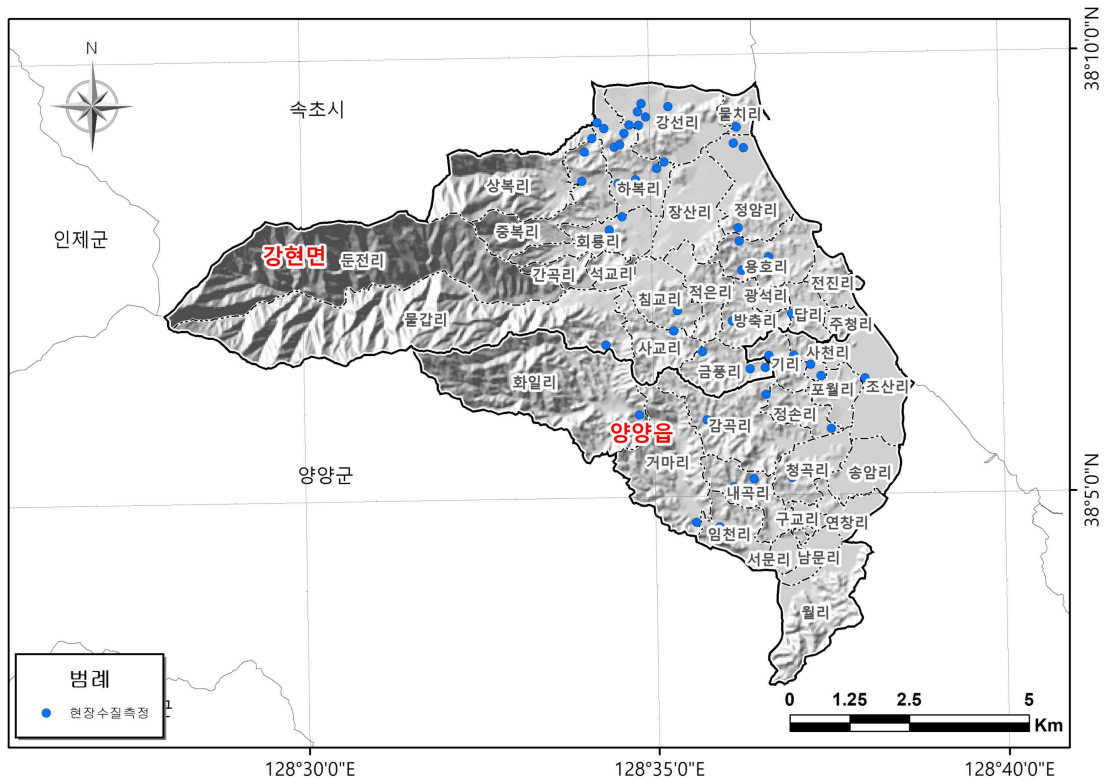 38°10'0"N
N
속초시
강선리
물치리
상복리
하복리
장산리
정암리
인제군
중복리
회룡리
강현면
둔전리
간곡리
석교리
용호리
전진리
침교리
적은리
광석리
물갑리
방축리
답리
주청리
사교리
사천리
금풍리
기리
화일리
포월리
조산리
양양읍
감곡리
정손리
거마리
양양군
청곡리
송암리
내곡리
38°5'0"N
구교리
연창리
임천리
서문리
남문리
월리
범례
현장수질측정
군
0 1.25 2.5 5
Km
128°30'0"E
128°35'0"E
128°40'0"E